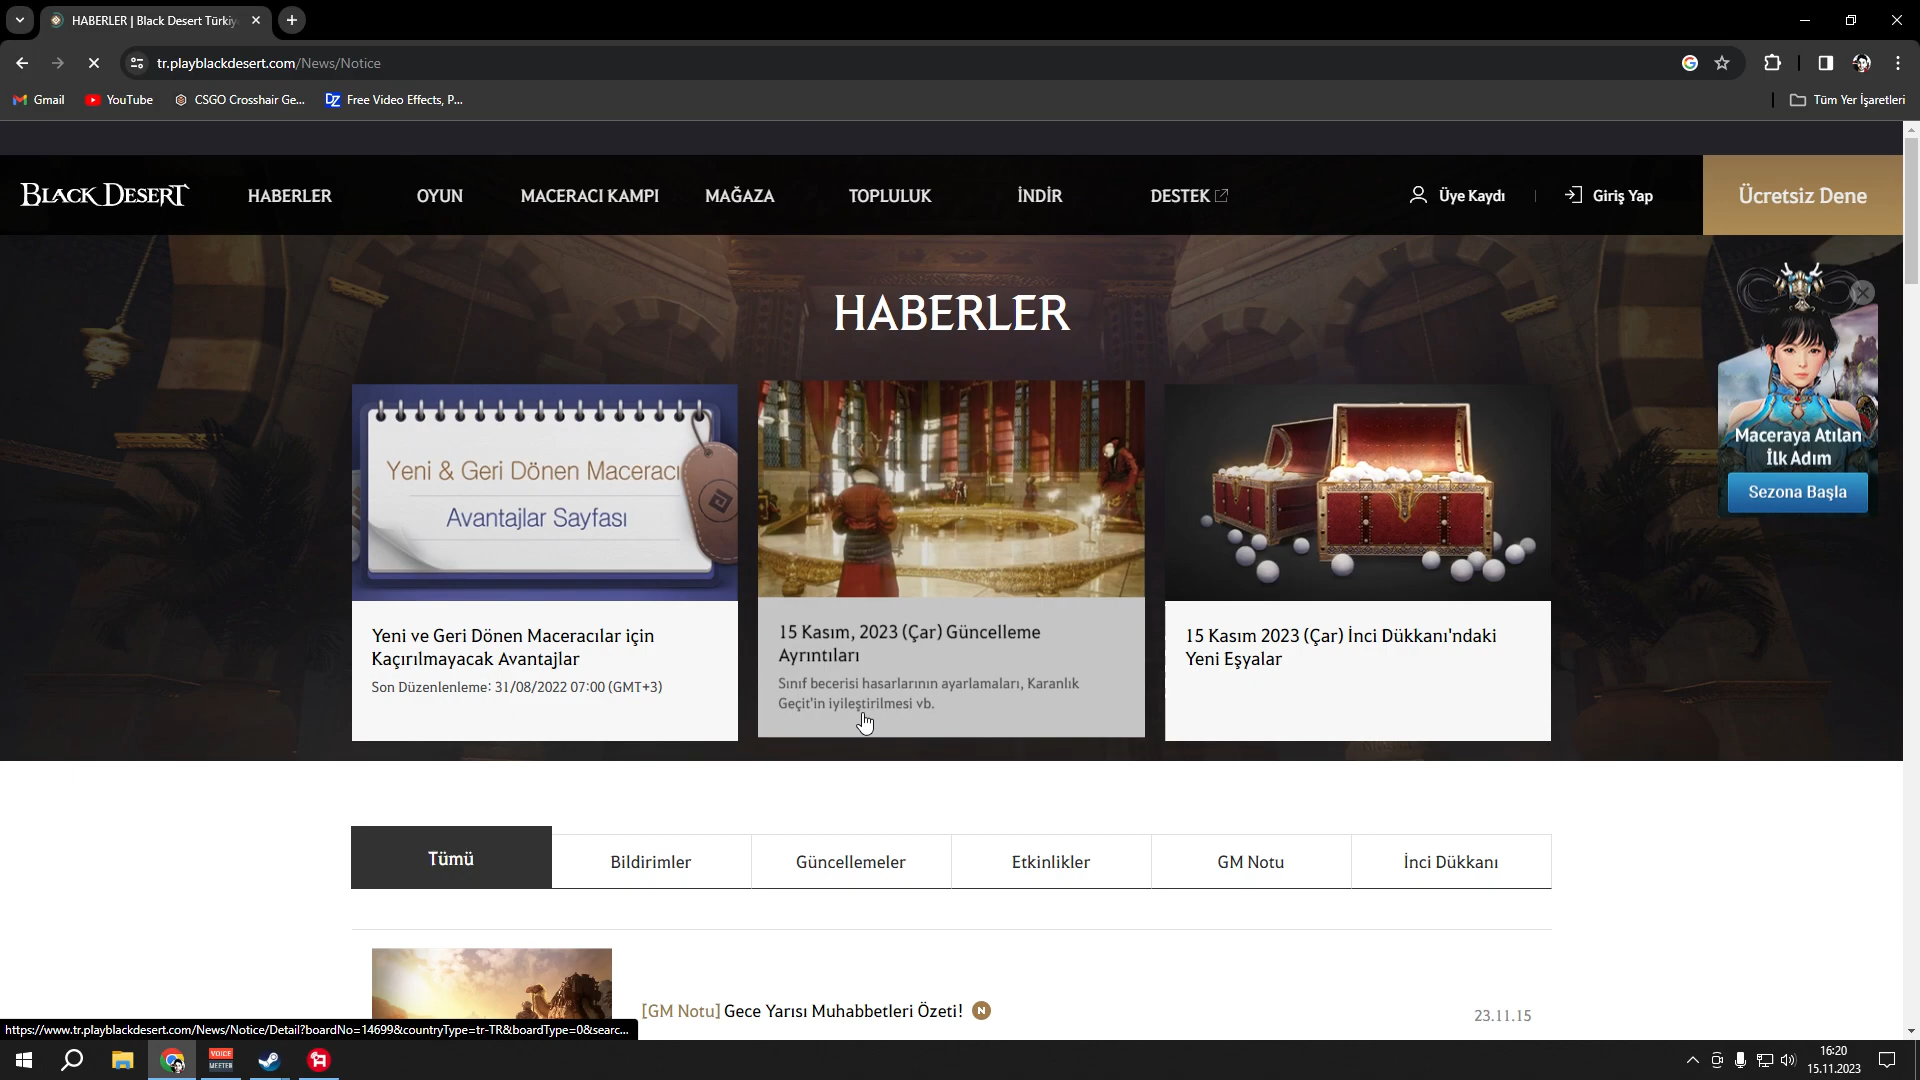 HABERLER | Black Desert Türkiy
tr.playblackdesert.com/News/Notice
Gmail
YouTube
CSGO Crosshair Ge...
DZ
Free Video Effects, P...
Tüm Yer İşaretleri
BLACK DESERT
HABERLER
OYUN
MACERACI KAMPI
MAĞAZA
TOPLULUK
İNDİR
DESTEK
Üye Kaydı
Giriş Yap
Ücretsiz Dene
HABERLER
Maceraya Atılan
İlk Adım
Sezona Başla
Yeni & Geri Dönen Maceracı
Avantajlar Sayfası
Yeni ve Geri Dönen Maceracılar için
Kaçırılmayacak Avantajlar
Son Düzenlenleme: 31/08/2022 07:00 (GMT+3)
15 Kasım, 2023 (Çar) Güncelleme
Ayrıntıları
Sınıf becerisi hasarlarının ayarlamaları, Karanlık
Geçit'in iyileştirilmesi vb.
15 Kasım 2023 (Çar) İnci Dükkanı'ndaki
Yeni Eşyalar
Tümü
Bildirimler
Güncellemeler
Etkinlikler
GM Notu
İnci Dükkanı
[GM Notu] Gece Yarısı Muhabbetleri Özeti! N
23.11.15
https://www.tr.playblackdesert.com/News/Notice/Detail?boardNo=14699&countryType=tr-TR&boardType=0&searc...
VOICE
MEETER
16:20
15.11.2023